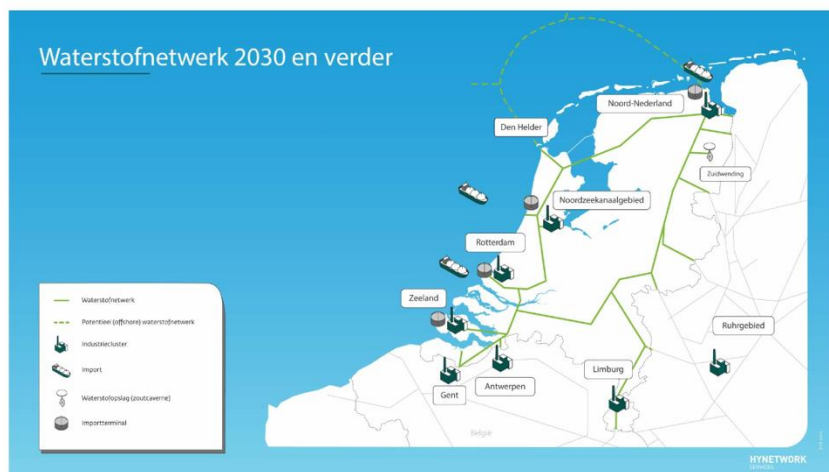 Waterstofnetwerk 2030 en verder
Noord-Nederland
Den Helder
Zuidwending
Noordzeekanaalgebied
Rotterdam
Zeeland
Ruhrgebied
Limburg
Antwerpen
Gent
België
Waterstofnetwerk
Potentieel (offshore) waterstofnetwerk
Industriecluster
Import
Waterstofopslag (zoutcaverne)
Importterminal
HYNETWORK
SERVICES